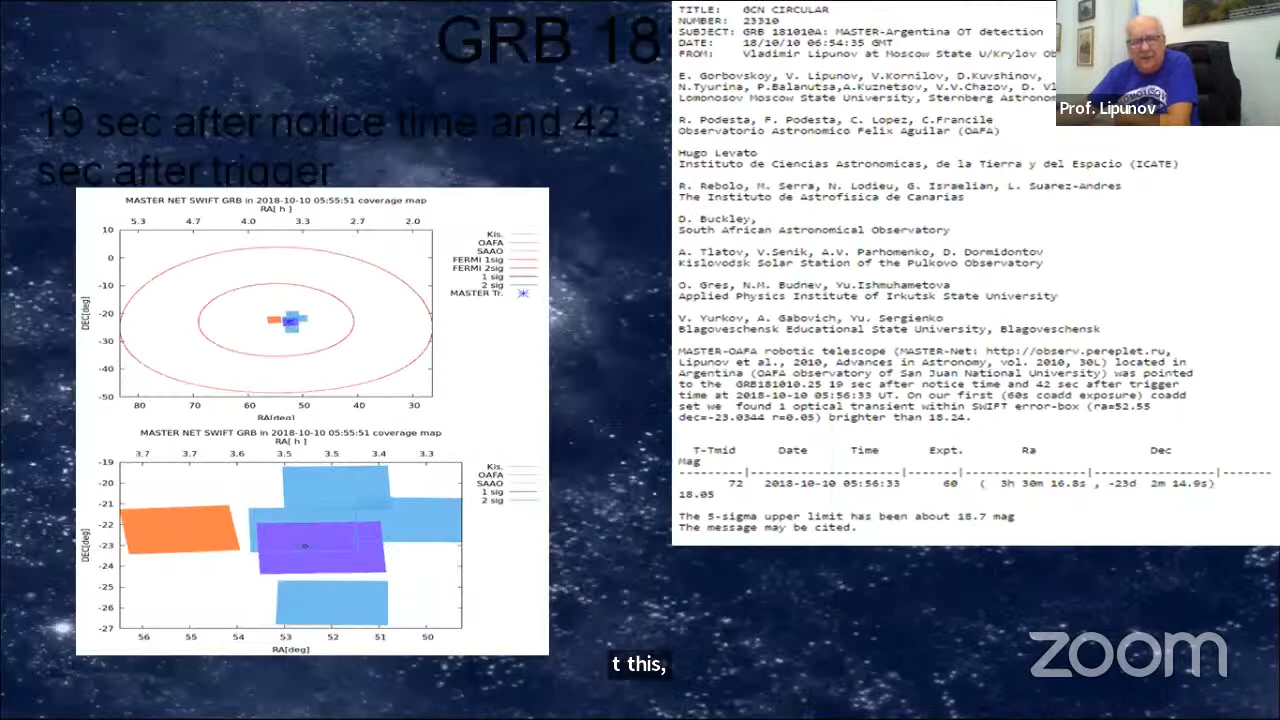 GRB 18
19 sec after notice time and 42
sec after trigger
MASTER NET SWIFT GRB in 2018-10-10 05:55:51 coverage map
RA[ h ]
5.3 4.7 4.0 3.3 2.7 2.0
10
0
-10
-20
-30
-40
-50
DEC[deg]
80 70 60 50 40 30
RA[deg]
Kis.
OAFA
SAAO
FERMI 1sig
FERMI 2sig
1 sig
2 sig
MASTER Tr.
MASTER NET SWIFT GRB in 2018-10-10 05:55:51 coverage map
RA[ h ]
3.7 3.7 3.6 3.5 3.5 3.4 3.3
-19
-20
-21
-22
-23
-24
-25
-26
-27
DEC[deg]
56 55 54 53 52 51 50
RA[deg]
Kis.
OAFA
SAAO
1 sig
2 sig
TITLE: GCN CIRCULAR
NUMBER: 23310
SUBJECT: GRB 181010A: MASTER-Argentina OT detection
DATE: 18/10/10 06:54:35 GMT
FROM: Vladimir Lipunov at Moscow State U/Krylov Ob
E. Gorbovskoy, V. Lipunov, V.Kornilov, D.Kuvshinov,
N.Tyurina, P.Balanutsa,A.Kuznetsov, V.V.Chazov, D. Vl
Lomonosov Moscow State University, Sternberg Astronom
R. Podesta, F. Podesta, C. Lopez, C.Francile
Observatorio Astronomico Felix Aguilar (OAFA)
Hugo Levato
Instituto de Ciencias Astronomicas, de la Tierra y del Espacio (ICATE)
R. Rebolo, M. Serra, N. Lodieu, G. Israelian, L. Suarez-Andres
The Instituto de Astrofisica de Canarias
D. Buckley,
South African Astronomical Observatory
A. Tlatov, V.Senik, A.V. Parhomenko, D. Dormidontov
Kislovodsk Solar Station of the Pulkovo Observatory
O. Gres, N.M. Budnev, Yu.Ishmuhametova
Applied Physics Institute of Irkutsk State University
V. Yurkov, A. Gabovich, Yu. Sergienko
Blagoveschensk Educational State University, Blagoveschensk
MASTER-OAFA robotic telescope (MASTER-Net: http://observ.pereplet.ru,
Lipunov et al., 2010, Advances in Astronomy, vol. 2010, 30L) located in
Argentina (OAFA observatory of San Juan National University) was pointed
to the GRB181010.25 19 sec after notice time and 42 sec after trigger
time at 2018-10-10 05:56:33 UT. On our first (60s coadd exposure) coadd
set we found 1 optical transient within SWIFT error-box (ra=52.55
dec=-23.0344 r=0.05) brighter than 18.24.
T-Tmid Date Time Expt. Ra Dec
Mag
---------|---------------------|---------|-----------------|-----------------|-------
72 2018-10-10 05:56:33 60 ( 3h 30m 16.8s , -23d 2m 14.9s)
18.05
The 5-sigma upper limit has been about 18.7 mag
The message may be cited.
Prof. Lipunov
t this,
zoom